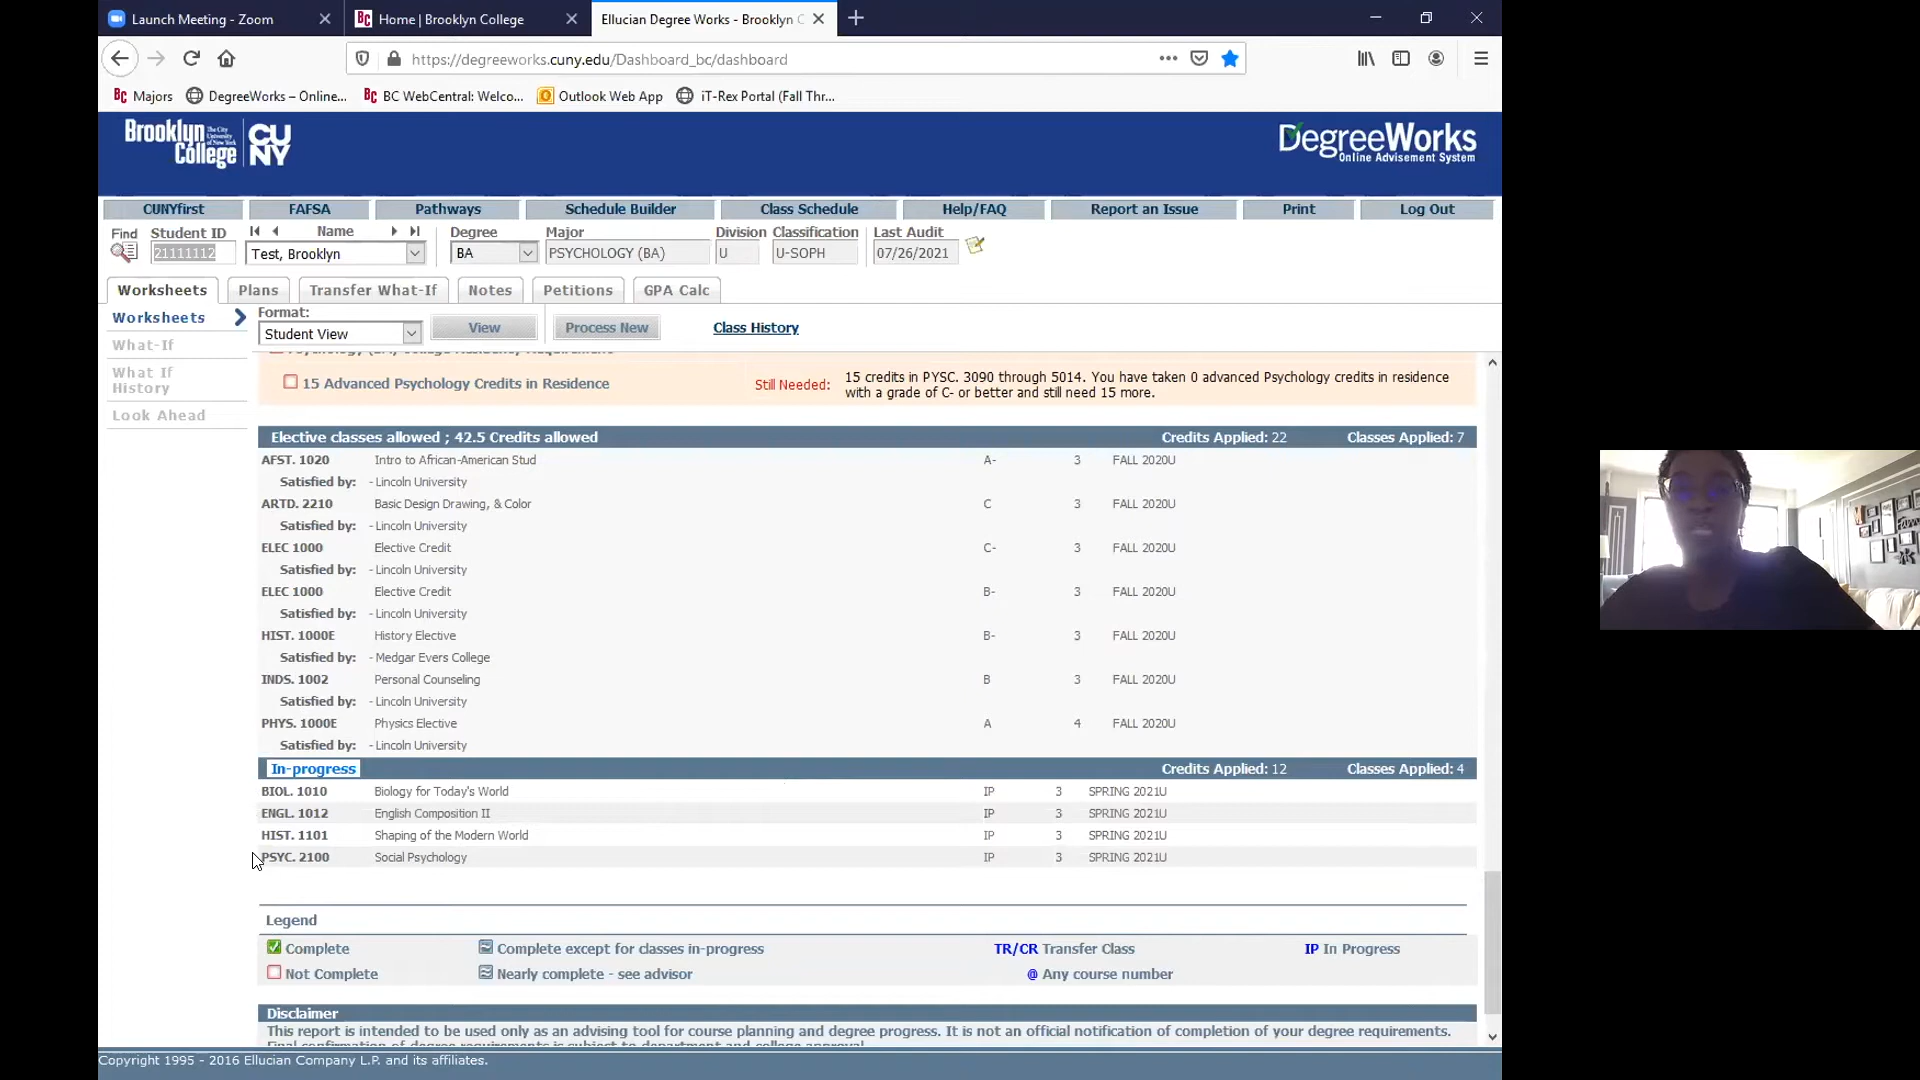 Launch Meeting - Zoom
Home | Brooklyn College
Ellucian Degree Works - Brooklyn C
https://degreeworks.cuny.edu/Dashboard_bc/dashboard
Majors
DegreeWorks – Online...
BC WebCentral: Welco...
Outlook Web App
iT-Rex Portal (Fall Thr...
Brooklyn College The City University of New York
CUNY
DegreeWorks
Online Advisement System
CUNYfirst FAFSA Pathways Schedule Builder Class Schedule Help/FAQ Report an Issue Print Log Out
Find Student ID Name Degree Major Division Classification Last Audit
21111112 Test, Brooklyn BA PSYCHOLOGY (BA) U U-SOPH 07/26/2021
Worksheets Plans Transfer What-If Notes Petitions GPA Calc
Worksheets
What-If
What If History
Look Ahead
Format:
Student View View Process New Class History
15 Advanced Psychology Credits in Residence Still Needed: 15 credits in PYSC. 3090 through 5014. You have taken 0 advanced Psychology credits in residence
with a grade of C- or better and still need 15 more.
Elective classes allowed ; 42.5 Credits allowed Credits Applied: 22 Classes Applied: 7
AFST. 1020 Intro to African-American Stud A- 3 FALL 2020U
Satisfied by: - Lincoln University
ARTD. 2210 Basic Design Drawing, & Color C 3 FALL 2020U
Satisfied by: - Lincoln University
ELEC 1000 Elective Credit C- 3 FALL 2020U
Satisfied by: - Lincoln University
ELEC 1000 Elective Credit B- 3 FALL 2020U
Satisfied by: - Lincoln University
HIST. 1000E History Elective B- 3 FALL 2020U
Satisfied by: - Medgar Evers College
INDS. 1002 Personal Counseling B 3 FALL 2020U
Satisfied by: - Lincoln University
PHYS. 1000E Physics Elective A 4 FALL 2020U
Satisfied by: - Lincoln University
In-progress Credits Applied: 12 Classes Applied: 4
BIOL. 1010 Biology for Today's World IP 3 SPRING 2021U
ENGL. 1012 English Composition II IP 3 SPRING 2021U
HIST. 1101 Shaping of the Modern World IP 3 SPRING 2021U
PSYC. 2100 Social Psychology IP 3 SPRING 2021U
Legend
Complete Complete except for classes in-progress TR/CR Transfer Class IP In Progress
Not Complete Nearly complete - see advisor @ Any course number
Disclaimer
This report is intended to be used only as an advising tool for course planning and degree progress. It is not an official notification of completion of your degree requirements.
Copyright 1995 - 2016 Ellucian Company L.P. and its affiliates.